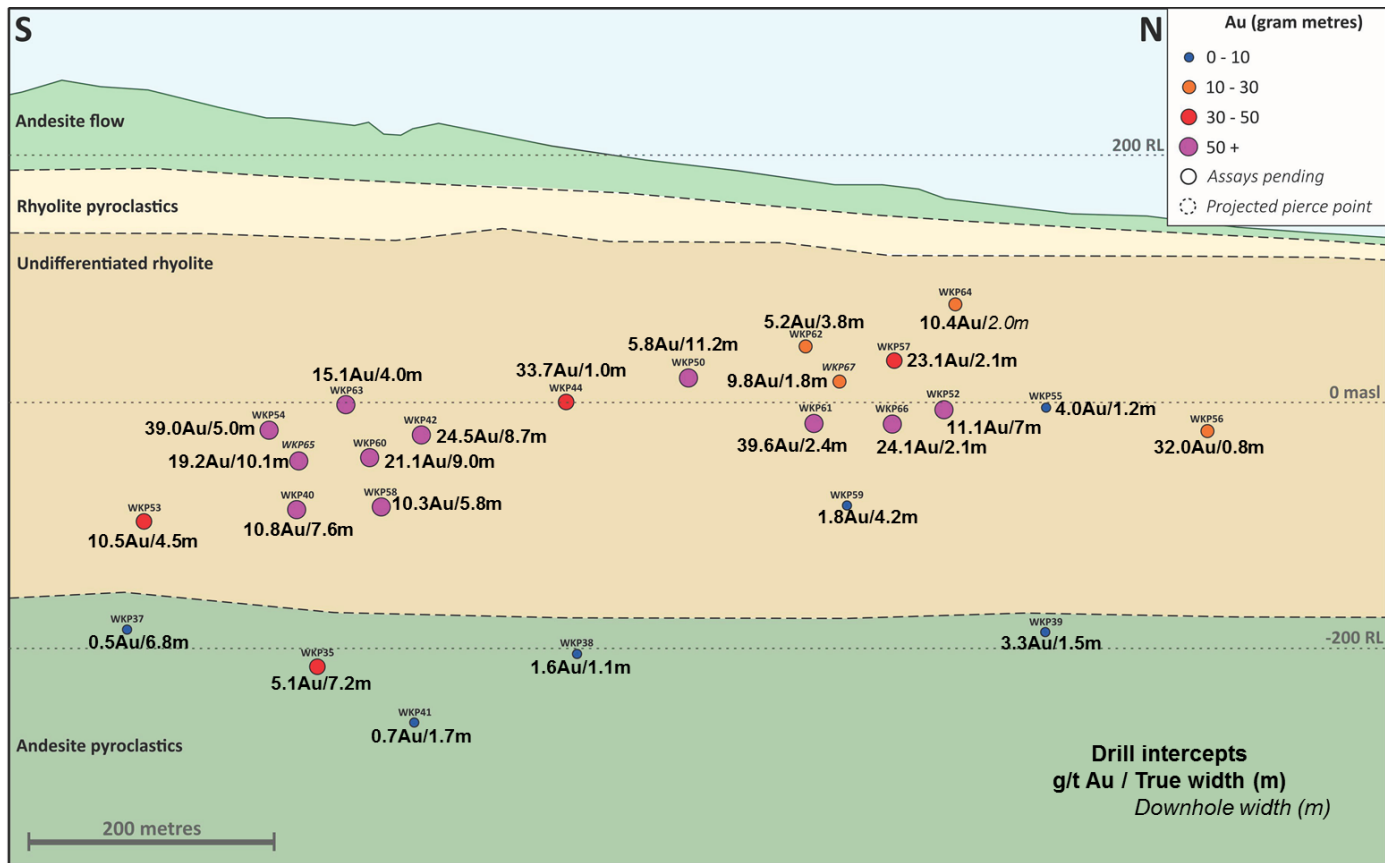 S
N
Au (gram metres)
0 - 10
10 - 30
30 - 50
50 +
Assays pending
Projected pierce point
Andesite flow
200 RL
Rhyolite pyroclastics
Undifferentiated rhyolite
WKP64
10.4Au/2.0m
5.2Au/3.8m
WKP62
5.8Au/11.2m
WKP50
WKP57
23.1Au/2.1m
33.7Au/1.0m
WKP44
WKP67
9.8Au/1.8m
15.1Au/4.0m
WKP63
0 masl
WKP52
11.1Au/7m
WKP55
4.0Au/1.2m
WKP54
39.0Au/5.0m
WKP42
24.5Au/8.7m
WKP61
39.6Au/2.4m
WKP66
24.1Au/2.1m
WKP56
32.0Au/0.8m
WKP65
19.2Au/10.1m
WKP60
21.1Au/9.0m
WKP40
10.8Au/7.6m
WKP58
10.3Au/5.8m
WKP59
1.8Au/4.2m
WKP53
10.5Au/4.5m
WKP37
0.5Au/6.8m
WKP39
3.3Au/1.5m
-200 RL
WKP35
5.1Au/7.2m
WKP38
1.6Au/1.1m
WKP41
0.7Au/1.7m
Andesite pyroclastics
Drill intercepts
g/t Au / True width (m)
Downhole width (m)
200 metres